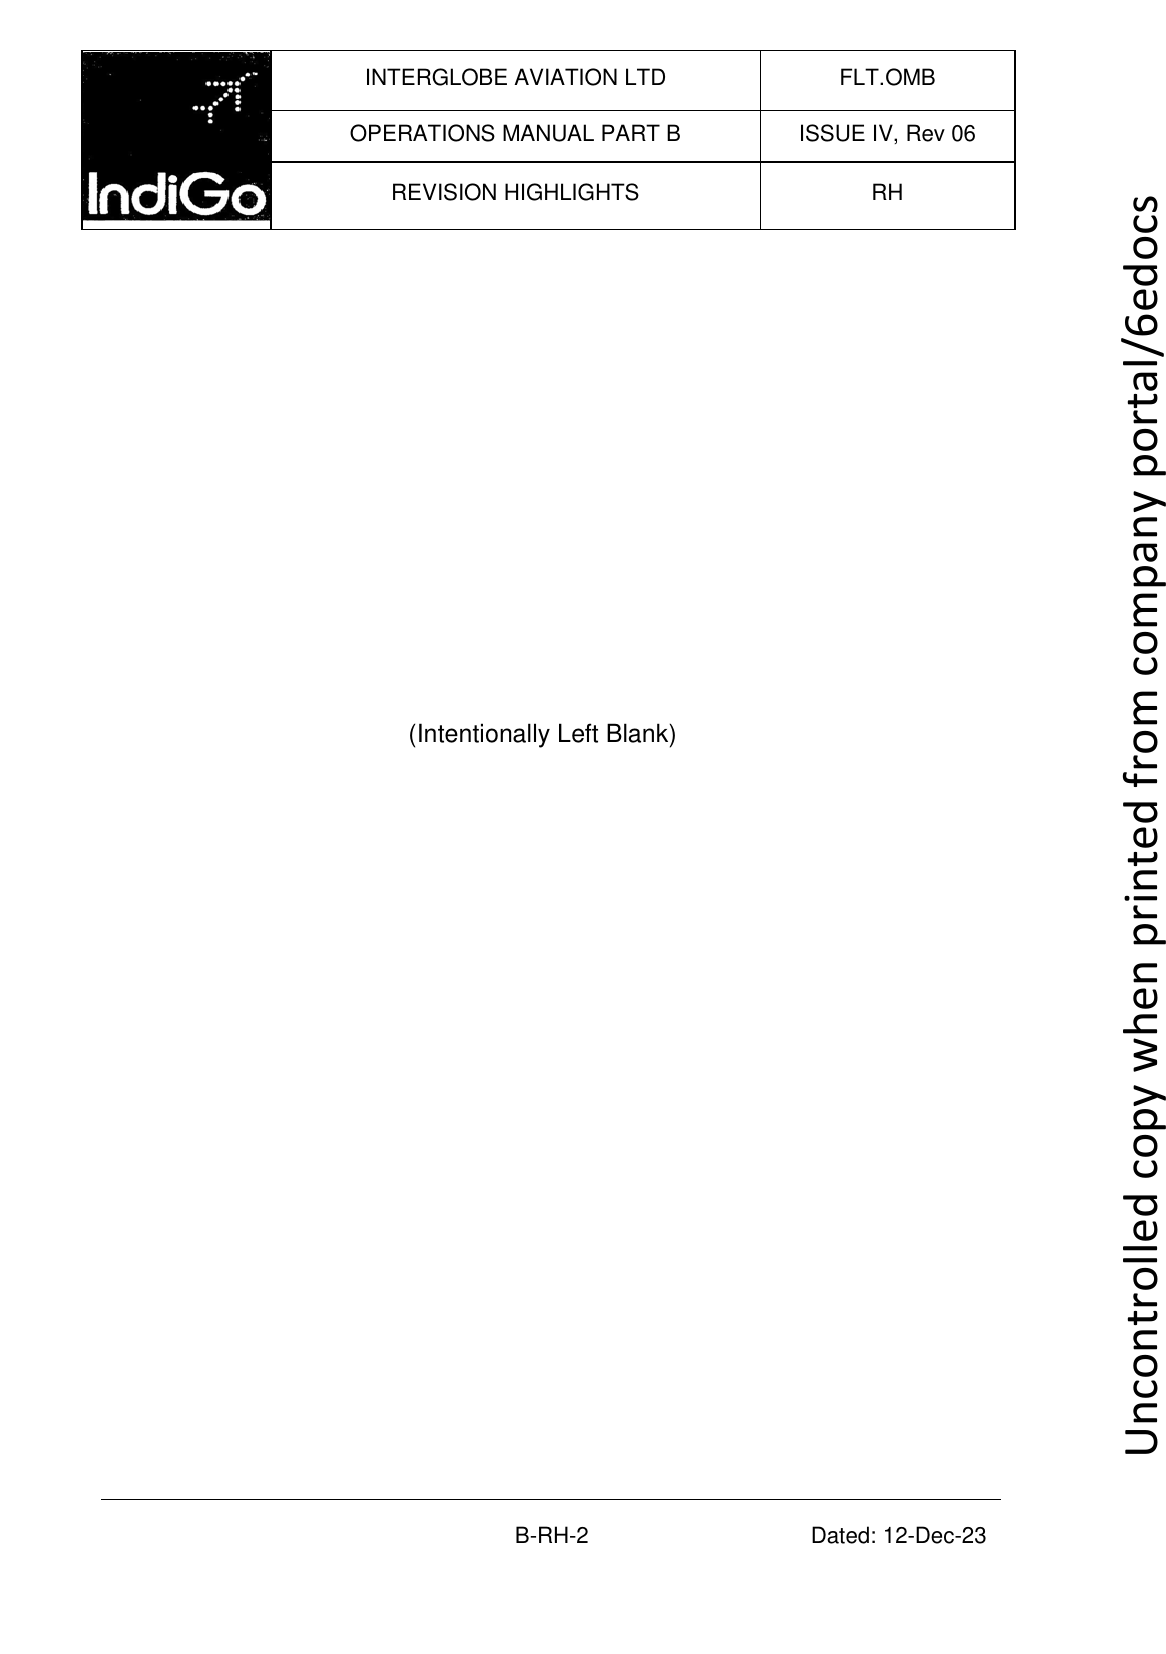 IndiGo
INTERGLOBE AVIATION LTD
FLT.OMB
OPERATIONS MANUAL PART B
ISSUE IV, Rev 06
REVISION HIGHLIGHTS
RH
(Intentionally Left Blank)
B-RH-2
Dated: 12-Dec-23
Uncontrolled copy when printed from company portal/6edocs